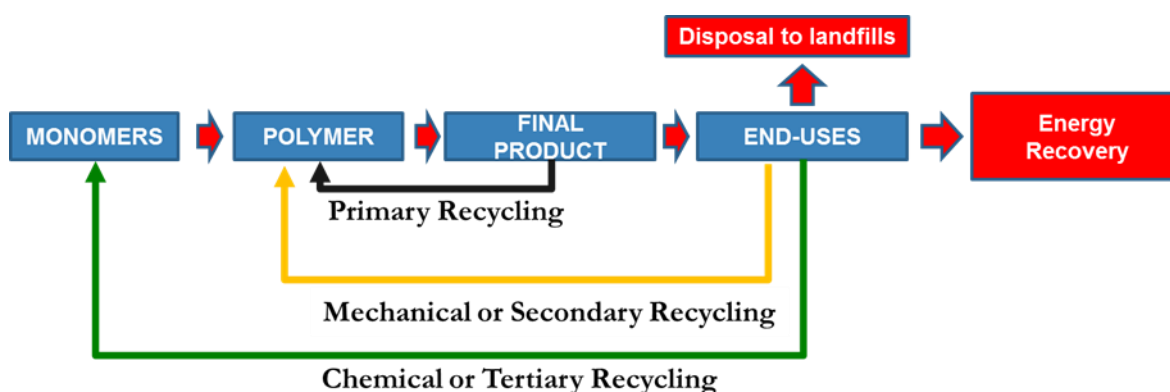 Disposal to landfills
MONOMERS
POLYMER
FINAL
PRODUCT
END-USES
Energy
Recovery
Primary Recycling
Mechanical or Secondary Recycling
Chemical or Tertiary Recycling